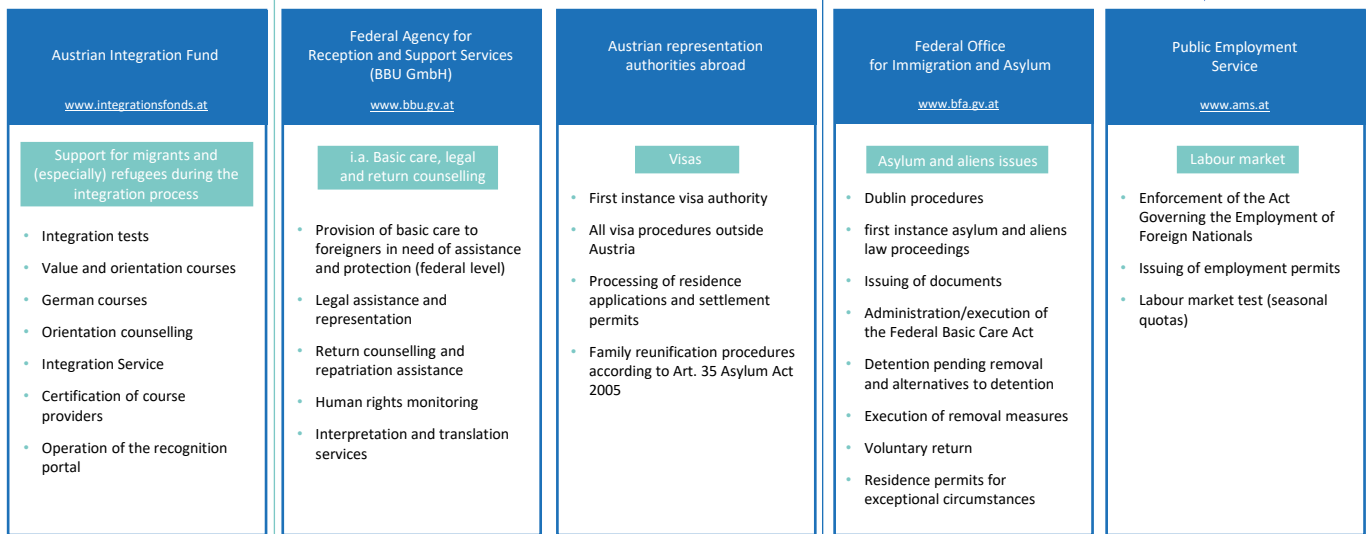 Austrian Integration Fund
www.integrationsfonds.at
Support for migrants and
(especially) refugees during the
integration process
• Integration tests
• Value and orientation courses
• German courses
• Orientation counselling
• Integration Service
• Certification of course
providers
• Operation of the recognition
portal
Federal Agency for
Reception and Support Services
(BBU GmbH)
www.bbu.gv.at
i.a. Basic care, legal
and return counselling
• Provision of basic care to
foreigners in need of assistance
and protection (federal level)
• Legal assistance and
representation
• Return counselling and
repatriation assistance
• Human rights monitoring
• Interpretation and translation
services
Austrian representation
authorities abroad
Visas
• First instance visa authority
• All visa procedures outside
Austria
• Processing of residence
applications and settlement
permits
• Family reunification procedures
according to Art. 35 Asylum Act
2005
Federal Office
for Immigration and Asylum
www.bfa.gv.at
Asylum and aliens issues
• Dublin procedures
• first instance asylum and aliens
law proceedings
• Issuing of documents
• Administration/execution of
the Federal Basic Care Act
• Detention pending removal
and alternatives to detention
• Execution of removal measures
• Voluntary return
• Residence permits for
exceptional circumstances
Public Employment
Service
www.ams.at
Labour market
• Enforcement of the Act
Governing the Employment of
Foreign Nationals
• Issuing of employment permits
• Labour market test (seasonal
quotas)